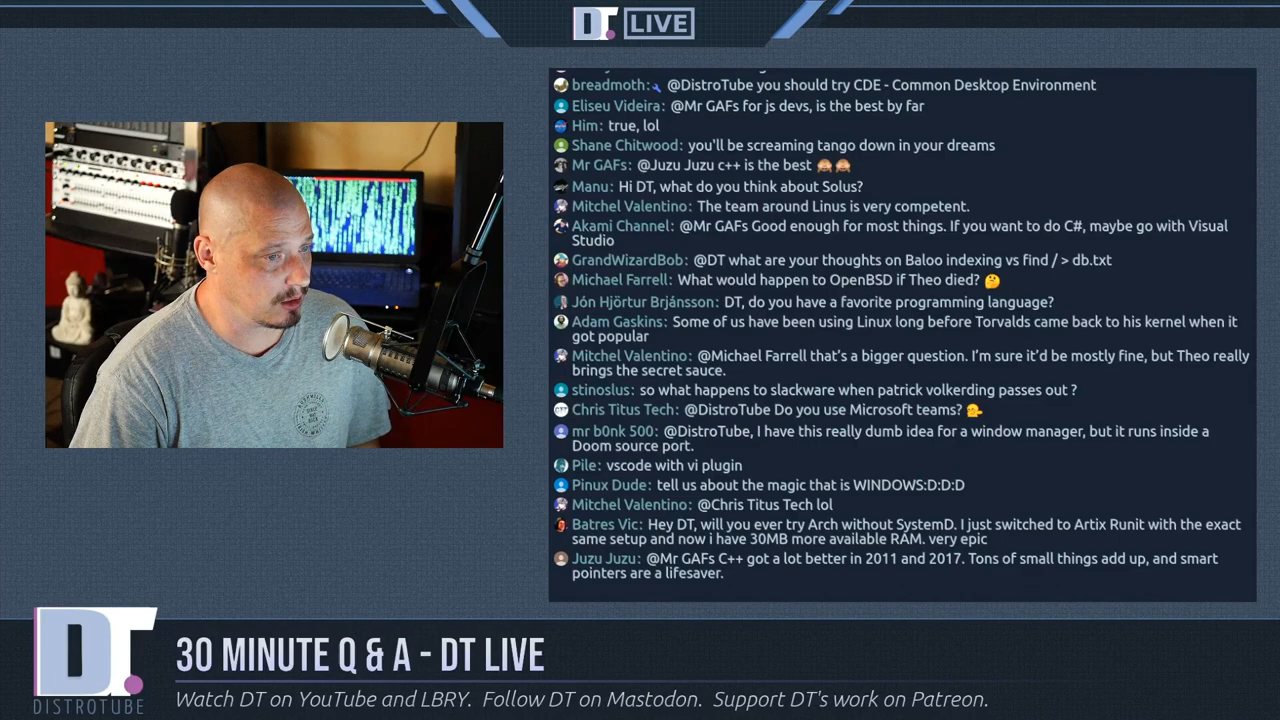 DT. LIVE
breadmoth: @DistroTube you should try CDE - Common Desktop Environment
Eliseu Videira: @Mr GAFs for js devs, is the best by far
Him: true, lol
Shane Chitwood: you'll be screaming tango down in your dreams
Mr GAFs: @Juzu Juzu c++ is the best 🙈🙈
Manu: Hi DT, what do you think about Solus?
Mitchel Valentino: The team around Linus is very competent.
Akami Channel: @Mr GAFs Good enough for most things. If you want to do C#, maybe go with Visual
Studio
GrandWizardBob: @DT what are your thoughts on Baloo indexing vs find / > db.txt
Michael Farrell: What would happen to OpenBSD if Theo died? 🤔
Jón Hjörtur Brjánsson: DT, do you have a favorite programming language?
Adam Gaskins: Some of us have been using Linux long before Torvalds came back to his kernel when it
got popular
Mitchel Valentino: @Michael Farrell that's a bigger question. I'm sure it'd be mostly fine, but Theo really
brings the secret sauce.
stinoslus: so what happens to slackware when patrick volkerding passes out ?
Chris Titus Tech: @DistroTube Do you use Microsoft teams?
mr b0nk 500: @DistroTube, I have this really dumb idea for a window manager, but it runs inside a
Doom source port.
Pile: vscode with vi plugin
Pinux Dude: tell us about the magic that is WINDOWS:D:D:D
Mitchel Valentino: @Chris Titus Tech lol
Batres Vic: Hey DT, will you ever try Arch without SystemD. I just switched to Artix Runit with the exact
same setup and now i have 30MB more available RAM. very epic
Juzu Juzu: @Mr GAFs C++ got a lot better in 2011 and 2017. Tons of small things add up, and smart
pointers are a lifesaver.
DT.
DISTROTUBE
30 MINUTE Q & A - DT LIVE
Watch DT on YouTube and LBRY. Follow DT on Mastodon. Support DT's work on Patreon.